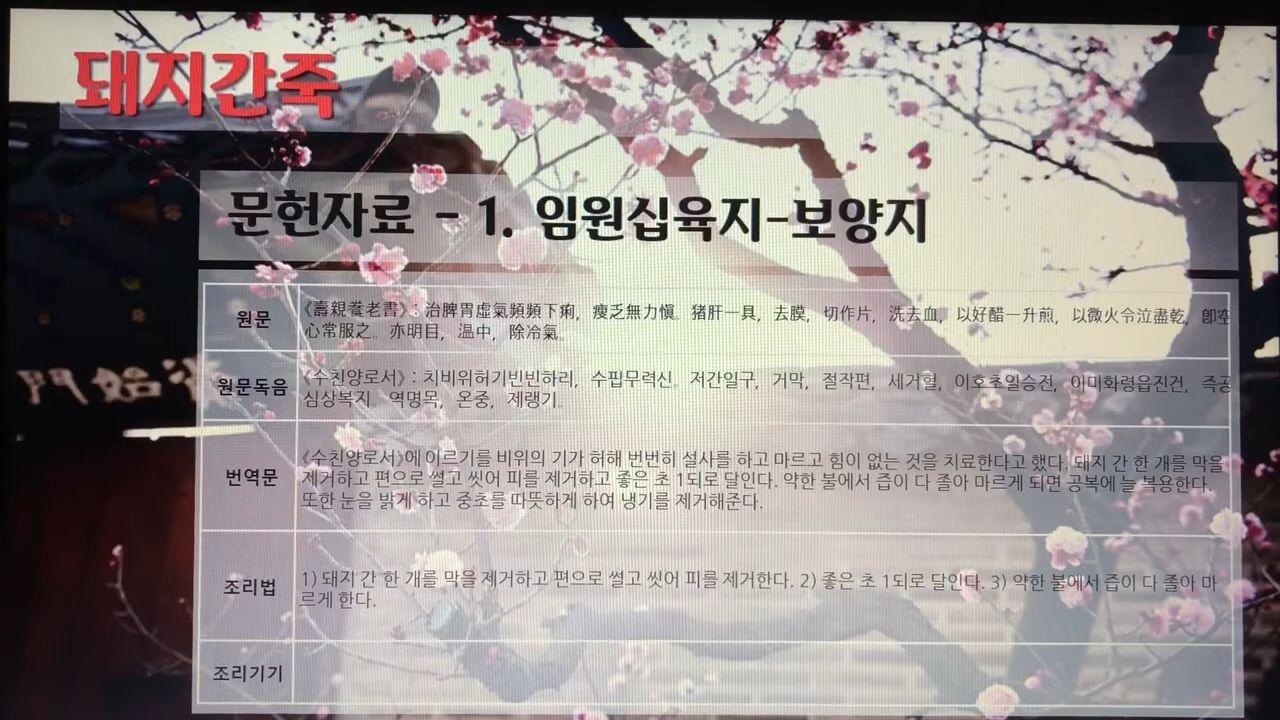 돼지간죽
문헌자료 - 1. 임원십육지-보양지
원문
《壽親養老書》: 治脾胃虛氣頻頻下痢, 瘦乏無力愼. 猪肝一具, 去膜, 切作片, 洗去血, 以好醋一升煎, 以微火令泣盡乾, 卽空
心常服之. 亦明目, 溫中, 除冷氣.
원문독음
《수친양로서》: 치비위허기빈빈하리, 수핍무력신. 저간일구, 거막, 절작편, 세거혈, 이호초일승전, 이미화령읍진건, 즉공
심상복지. 역명목, 온중, 제랭기.
번역문
《수친양로서》에 이르기를 비위의 기가 허해 번번히 설사를 하고 마르고 힘이 없는 것을 치료한다고 했다. 돼지 간 한 개를 막을
제거하고 편으로 썰고 씻어 피를 제거하고 좋은 초 1되로 달인다. 약한 불에서 즙이 다 졸아 마르게 되면 공복에 늘 복용한다.
또한 눈을 밝게 하고 중초를 따뜻하게 하여 냉기를 제거해준다.
조리법
1) 돼지 간 한 개를 막을 제거하고 편으로 썰고 씻어 피를 제거한다. 2) 좋은 초 1되로 달인다. 3) 약한 불에서 즙이 다 졸아 마
르게 한다.
조리기기